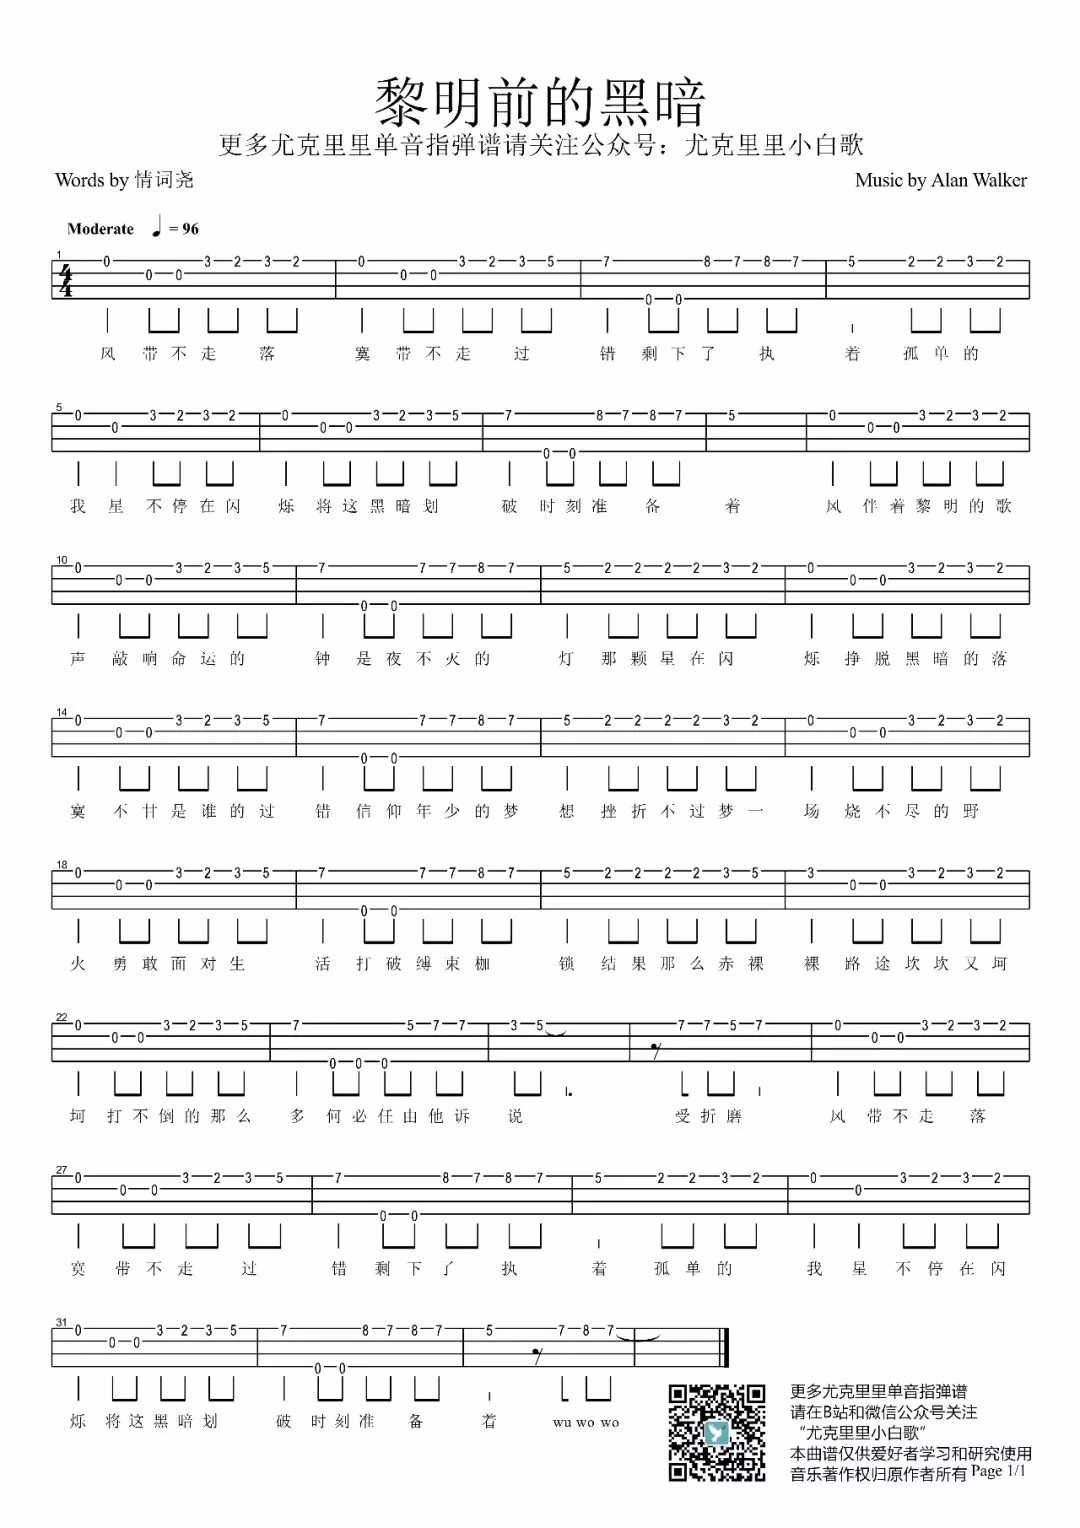 黎明前的黑暗
更多尤克里里单音指弹谱请关注公众号：尤克里里小白歌
Words by 情词尧
Music by Alan Walker
Moderate ♩ = 96
1
0 0 0 3 2 3 2 0 0 0 3 2 3 5 7 0 0 8 7 8 7 5 2 2 3 2
4
4
风 带 不 走 落 寞 带 不 走 过 错 剩 下 了 执 着 孤 单 的
5
0 0 3 2 3 2 0 0 0 3 2 3 5 7 0 0 8 7 8 7 5 0 0 0 3 2 3 2
我 星 不 停 在 闪 烁 将 这 黑 暗 划 破 时 刻 准 备 着 风 伴 着 黎 明 的 歌
10
0 0 0 3 2 3 5 7 0 0 7 7 8 7 5 2 2 2 2 3 2 0 0 0 3 2 3 2
声 敲 响 命 运 的 钟 是 夜 不 火 的 灯 那 颗 星 在 闪 烁 挣 脱 黑 暗 的 落
14
0 0 0 3 2 3 5 7 0 0 7 7 8 7 5 2 2 2 2 3 2 0 0 0 3 2 3 2
寞 不 甘 是 谁 的 过 错 信 仰 年 少 的 梦 想 挫 折 不 过 梦 一 场 烧 不 尽 的 野
18
0 0 0 3 2 3 5 7 0 0 7 7 8 7 5 2 2 2 2 3 5 3 0 0 3 2 3 2
火 勇 敢 面 对 生 活 打 破 缚 束 枷 锁 结 果 那 么 赤 裸 裸 路 途 坎 坎 又 坷
22
0 0 0 3 2 3 5 7 0 0 0 5 7 7 3 5 7 7 5 7 0 0 0 3 2 3 2
坷 打 不 倒 的 那 么 多 何 必 任 由 他 诉 说 受 折 磨 风 带 不 走 落
27
0 0 0 3 2 3 5 7 0 0 8 7 8 7 5 2 2 3 2 0 0 3 2 3 2
寞 带 不 走 过 错 剩 下 了 执 着 孤 单 的 我 星 不 停 在 闪
31
0 0 0 3 2 3 5 7 0 0 8 7 8 7 5 7 8 7
烁 将 这 黑 暗 划 破 时 刻 准 备 着 wu wo wo
更多尤克里里单音指弹谱
请在B站和微信公众号关注
“尤克里里小白歌”
本曲谱仅供爱好者学习和研究使用
音乐著作权归原作者所有 Page 1/1